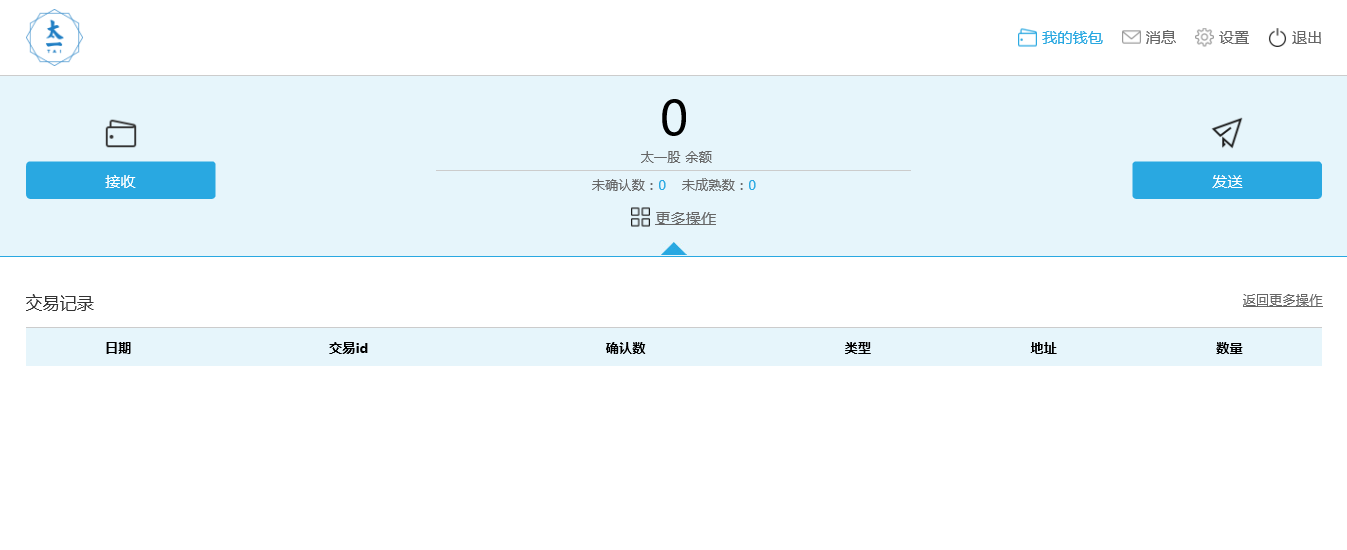 太一
TAI
我的钱包 消息 设置 退出
0
太一股 余额
未确认数：0 未成熟数：0
接收
发送
更多操作
交易记录
返回更多操作
日期 交易id 确认数 类型 地址 数量